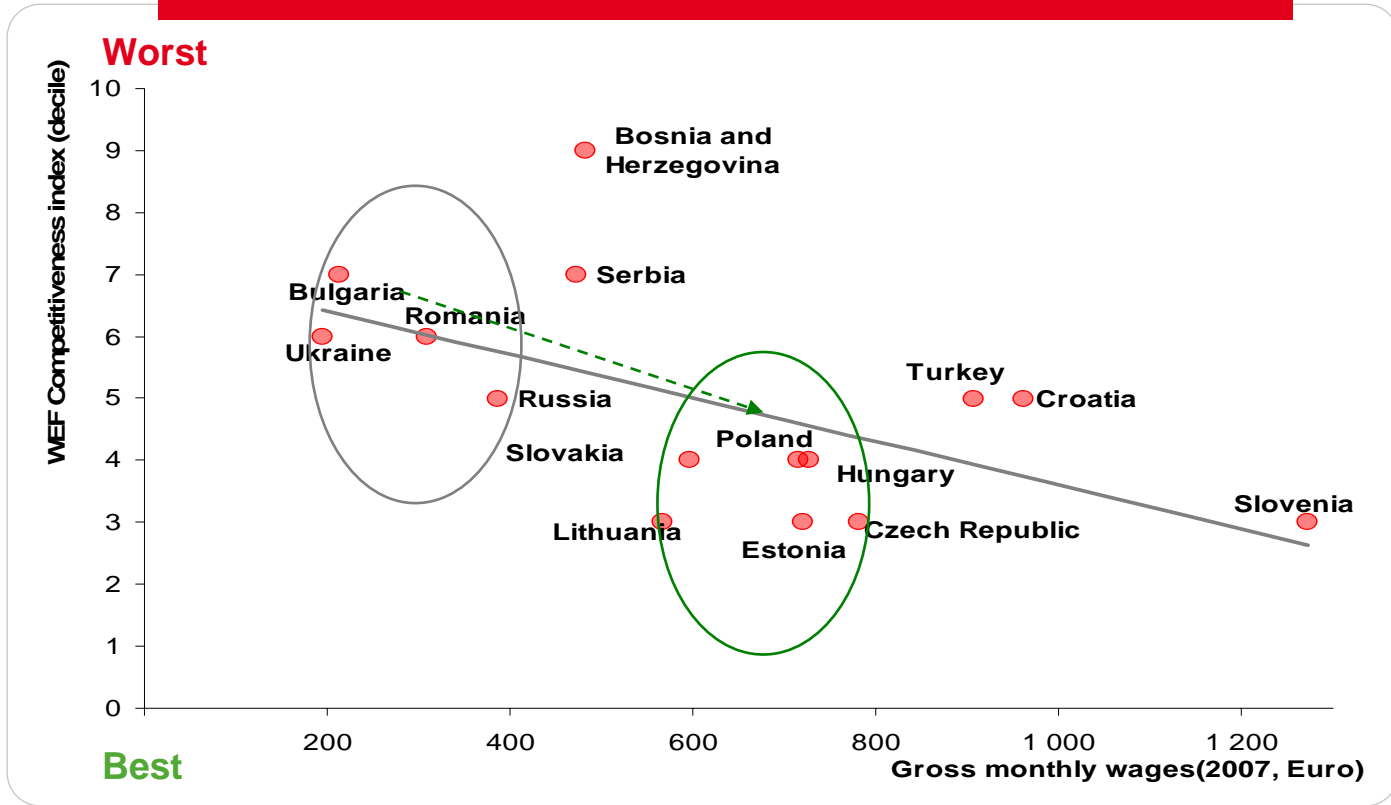 Worst
WEF Competitiveness index (decile)
10
9
8
7
6
5
4
3
2
1
0
Bosnia and
Herzegovina
Serbia
Bulgaria
Romania
Ukraine
Russia
Turkey
Croatia
Slovakia
Poland
Hungary
Slovenia
Lithuania
Estonia
Czech Republic
200 400 600 800 1 000 1 200
Best
Gross monthly wages(2007, Euro)